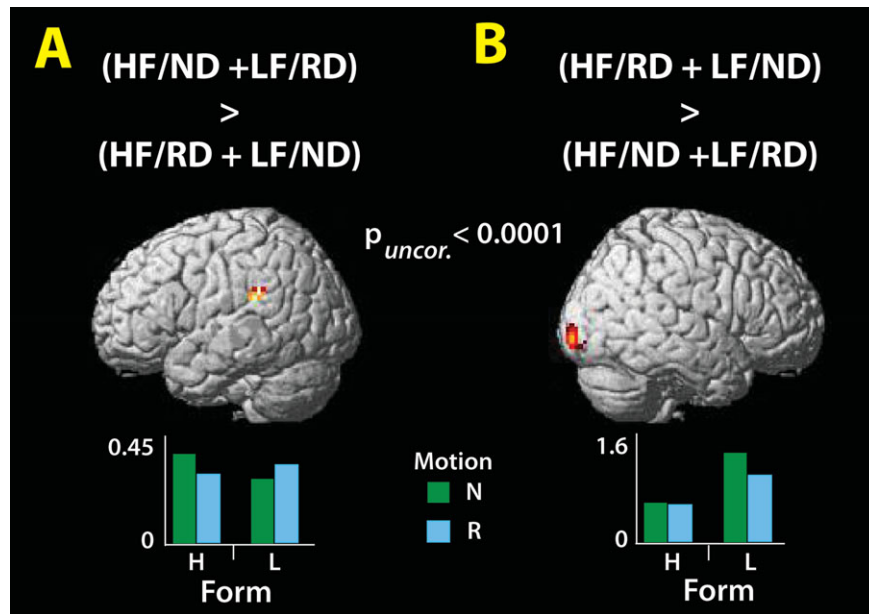 A
(HF/ND +LF/RD)
>
(HF/RD + LF/ND)
B
(HF/RD + LF/ND)
>
(HF/ND +LF/RD)
puncor. < 0.0001
0.45
0
H
L
Form
Motion
N
R
1.6
0
H
L
Form